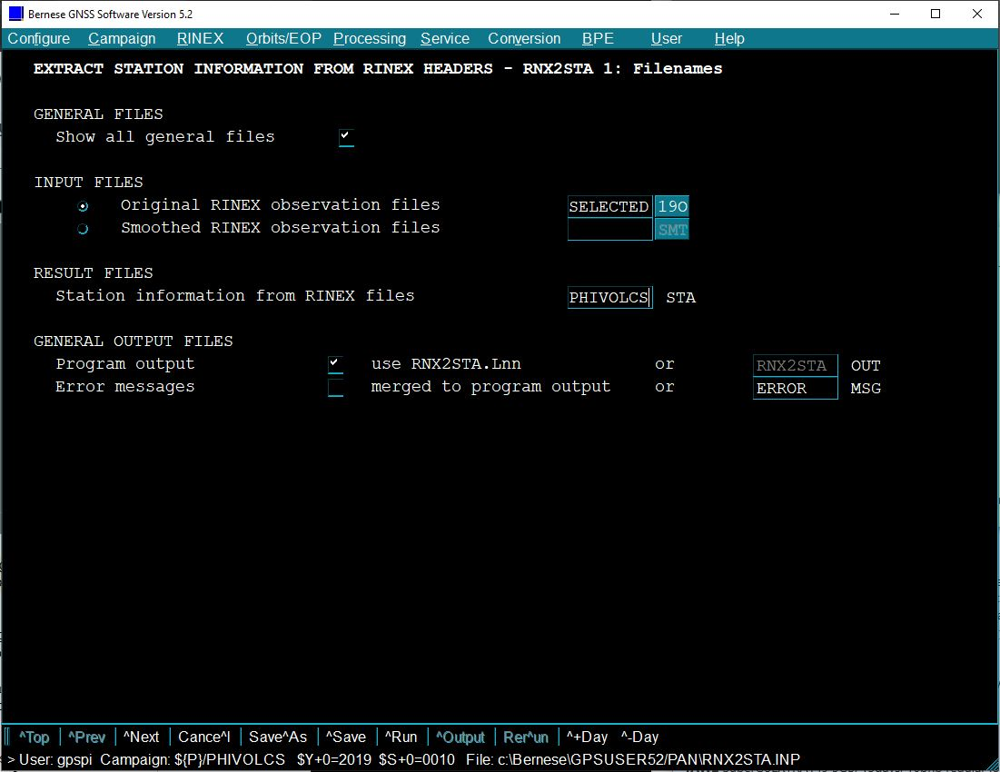 Bernese GNSS Software Version 5.2
Configure Campaign RINEX Orbits/EOP Processing Service Conversion BPE User Help
EXTRACT STATION INFORMATION FROM RINEX HEADERS - RNX2STA 1: Filenames
GENERAL FILES
Show all general files
INPUT FILES
Original RINEX observation files SELECTED 19O
Smoothed RINEX observation files SMT
RESULT FILES
Station information from RINEX files PHIVOLCS STA
GENERAL OUTPUT FILES
Program output use RNX2STA.Lnn or RNX2STA OUT
Error messages merged to program output or ERROR MSG
^Top | ^Prev | ^Next | Cance^l | Save^As | ^Save | ^Run | ^Output | Rer^un | ^+Day ^-Day
> User: gpspi Campaign: ${P}/PHIVOLCS $Y+0=2019 $S+0=0010 File: c:\Bernese\GPSUSER52/PAN\RNX2STA.INP